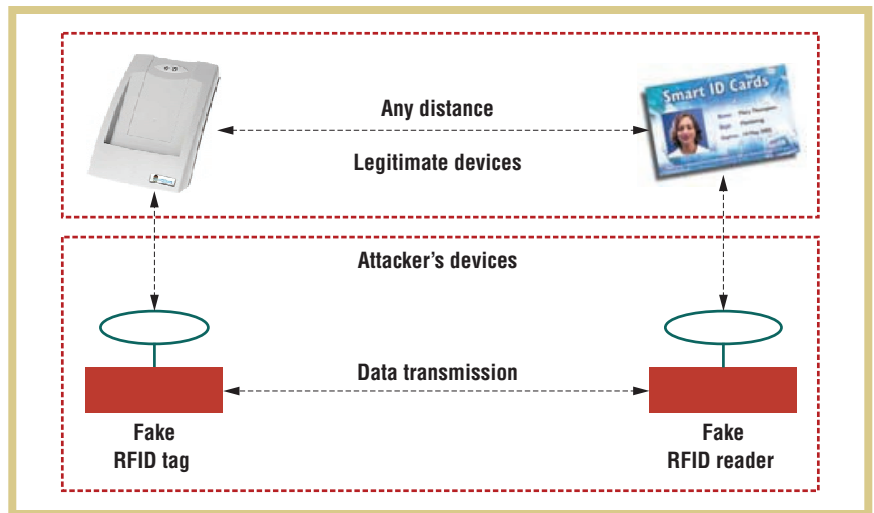 Any distance
Smart ID Cards
Legitimate devices
Attacker's devices
Data transmission
Fake
RFID tag
Fake
RFID reader